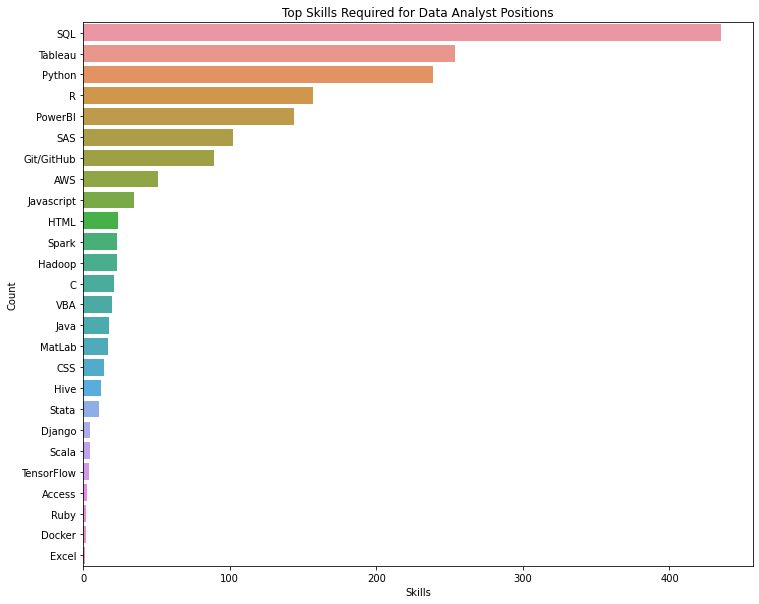 Top Skills Required for Data Analyst Positions
Count
SQL
Tableau
Python
R
PowerBI
SAS
Git/GitHub
AWS
Javascript
HTML
Spark
Hadoop
C
VBA
Java
MatLab
CSS
Hive
Stata
Django
Scala
TensorFlow
Access
Ruby
Docker
Excel
0 100 200 300 400
Skills